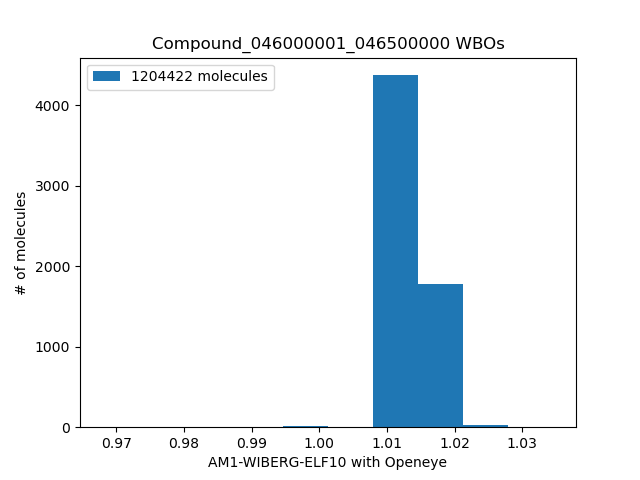 Compound_046000001_046500000 WBOs
1204422 molecules
4000
3000
2000
1000
0
# of molecules
0.97 0.98 0.99 1.00 1.01 1.02 1.03
AM1-WIBERG-ELF10 with Openeye